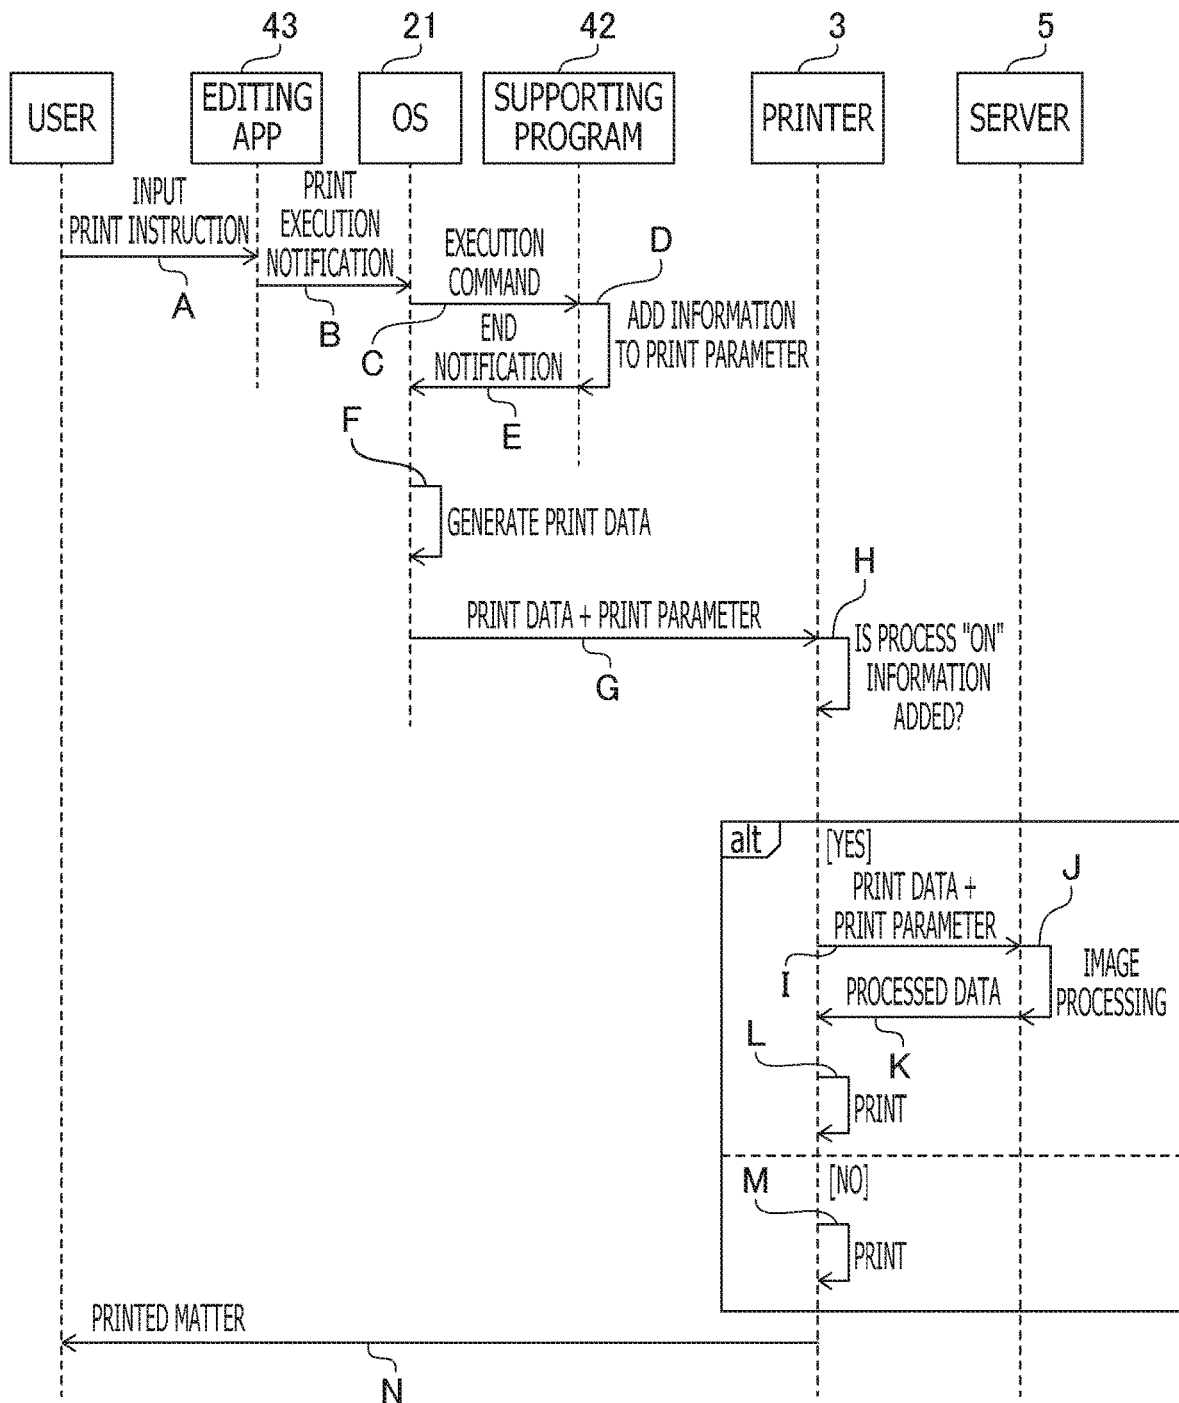 43
21
42
3
5
USER
EDITING
APP
OS
SUPPORTING
PROGRAM
PRINTER
SERVER
INPUT
PRINT INSTRUCTION
A
PRINT
EXECUTION
NOTIFICATION
B
EXECUTION
COMMAND
C
D
ADD INFORMATION
TO PRINT PARAMETER
END
NOTIFICATION
E
F
GENERATE PRINT DATA
PRINT DATA + PRINT PARAMETER
G
H
IS PROCESS "ON"
INFORMATION
ADDED?
alt
[YES]
PRINT DATA +
PRINT PARAMETER
I
J
IMAGE
PROCESSING
PROCESSED DATA
K
L
PRINT
[NO]
M
PRINT
PRINTED MATTER
N